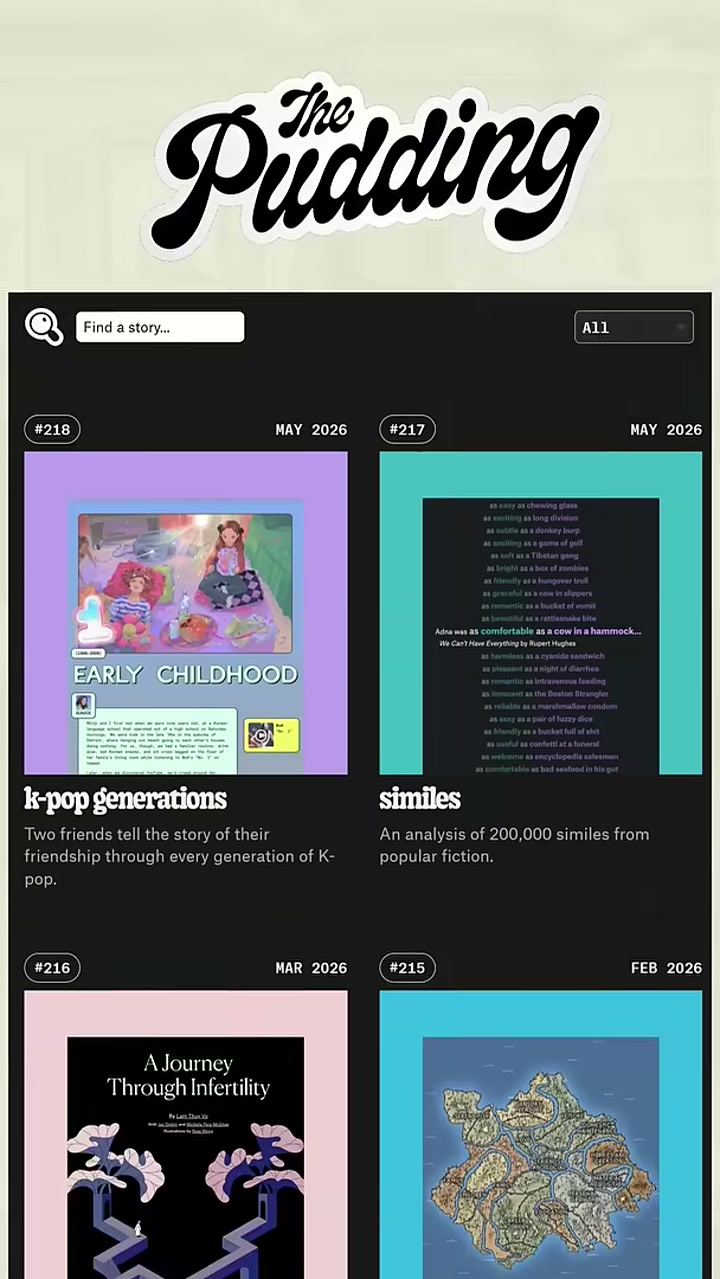 The
Pudding
Find a story...
All
#218
MAY 2026
#217
MAY 2026
(1998-2008)
EARLY CHILDHOOD
as easy as chewing glass
as exciting as long division
as subtle as a donkey burp
as exciting as a game of golf
as soft as a Tibetan gong
as bright as a box of zombies
as friendly as a hungover troll
as graceful as a cow in slippers
as romantic as a bucket of vomit
as beautiful as a rattlesnake bite
Adna was as comfortable as a cow in a hammock...
We Can't Have Everything by Rupert Hughes
as harmless as a cyanide sandwich
as pleasant as a night of diarrhea
as romantic as intravenous feeding
as innocent as the Boston Strangler
as reliable as a marshmallow condom
as sexy as a pair of fuzzy dice
as friendly as a bucket full of shit
as useful as confetti at a funeral
as welcome as encyclopedia salesmen
as comfortable as bad seafood in his gut
k-pop generations
Two friends tell the story of their
friendship through every generation of K-
pop.
similes
An analysis of 200,000 similes from
popular fiction.
#216
MAR 2026
#215
FEB 2026
A Journey
Through Infertility
By Lam Thuy Vo